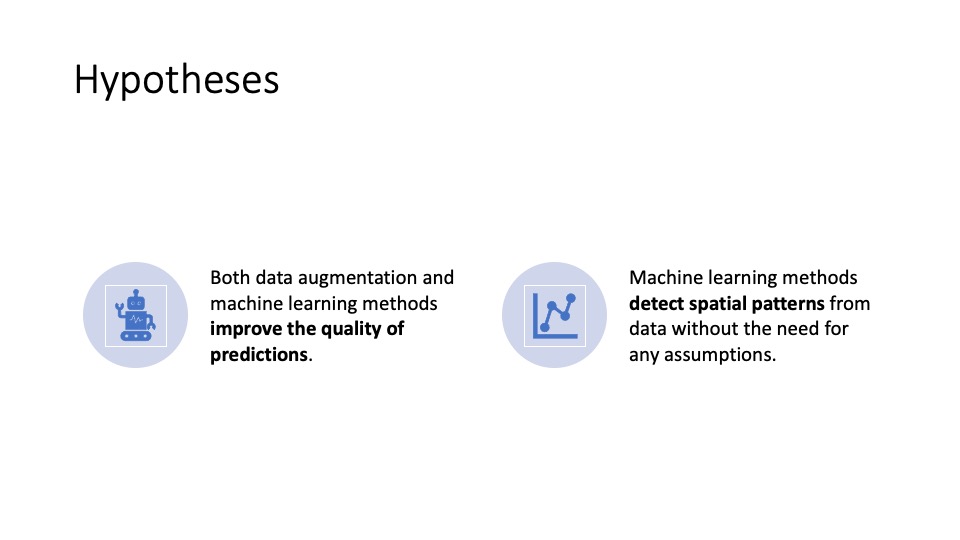 Hypotheses
Both data augmentation and
machine learning methods
improve the quality of
predictions.
Machine learning methods
detect spatial patterns from
data without the need for
any assumptions.